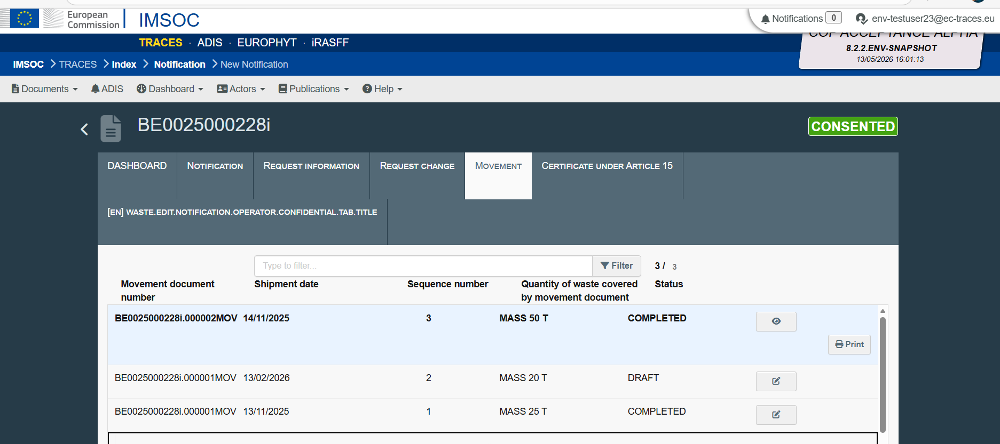 European
Commission
IMSOC
Notifications 0
env-testuser23@ec-traces.eu
TRACES · ADIS · EUROPHYT · iRASFF
COP ACCEPTANCE ALPHA
8.2.2.ENV-SNAPSHOT
13/05/2026 16:01:13
IMSOC > TRACES > Index > Notification > New Notification
Documents ADIS Dashboard Actors Publications Help
BE0025000228i
CONSENTED
DASHBOARD NOTIFICATION REQUEST INFORMATION REQUEST CHANGE MOVEMENT CERTIFICATE UNDER ARTICLE 15
[EN] WASTE.EDIT.NOTIFICATION.OPERATOR.CONFIDENTIAL.TAB.TITLE
Type to filter... Filter 3 / 3
Movement document number Shipment date Sequence number Quantity of waste covered by movement document Status
BE0025000228i.000002MOV 14/11/2025 3 MASS 50 T COMPLETED
Print
BE0025000228i.000001MOV 13/02/2026 2 MASS 20 T DRAFT
BE0025000228i.000001MOV 13/11/2025 1 MASS 25 T COMPLETED